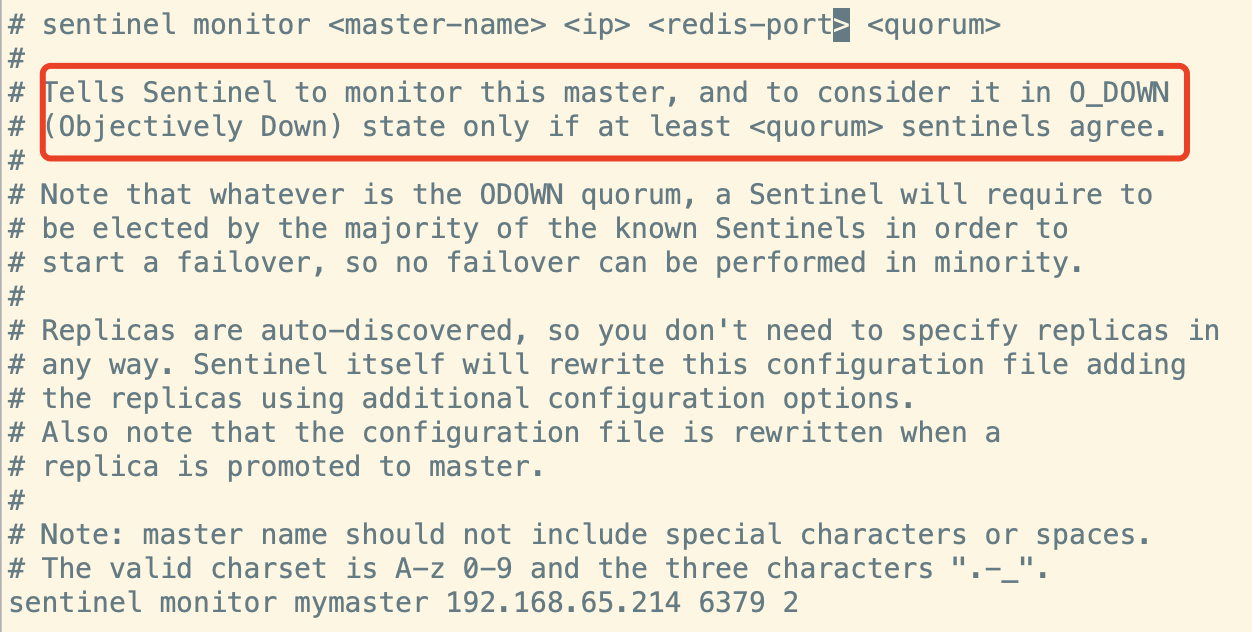 # sentinel monitor <master-name> <ip> <redis-port> <quorum>
#
# Tells Sentinel to monitor this master, and to consider it in O_DOWN
# (Objectively Down) state only if at least <quorum> sentinels agree.
#
# Note that whatever is the ODOWN quorum, a Sentinel will require to
# be elected by the majority of the known Sentinels in order to
# start a failover, so no failover can be performed in minority.
#
# Replicas are auto-discovered, so you don't need to specify replicas in
# any way. Sentinel itself will rewrite this configuration file adding
# the replicas using additional configuration options.
# Also note that the configuration file is rewritten when a
# replica is promoted to master.
#
# Note: master name should not include special characters or spaces.
# The valid charset is A-z 0-9 and the three characters ".-_".
sentinel monitor mymaster 192.168.65.214 6379 2